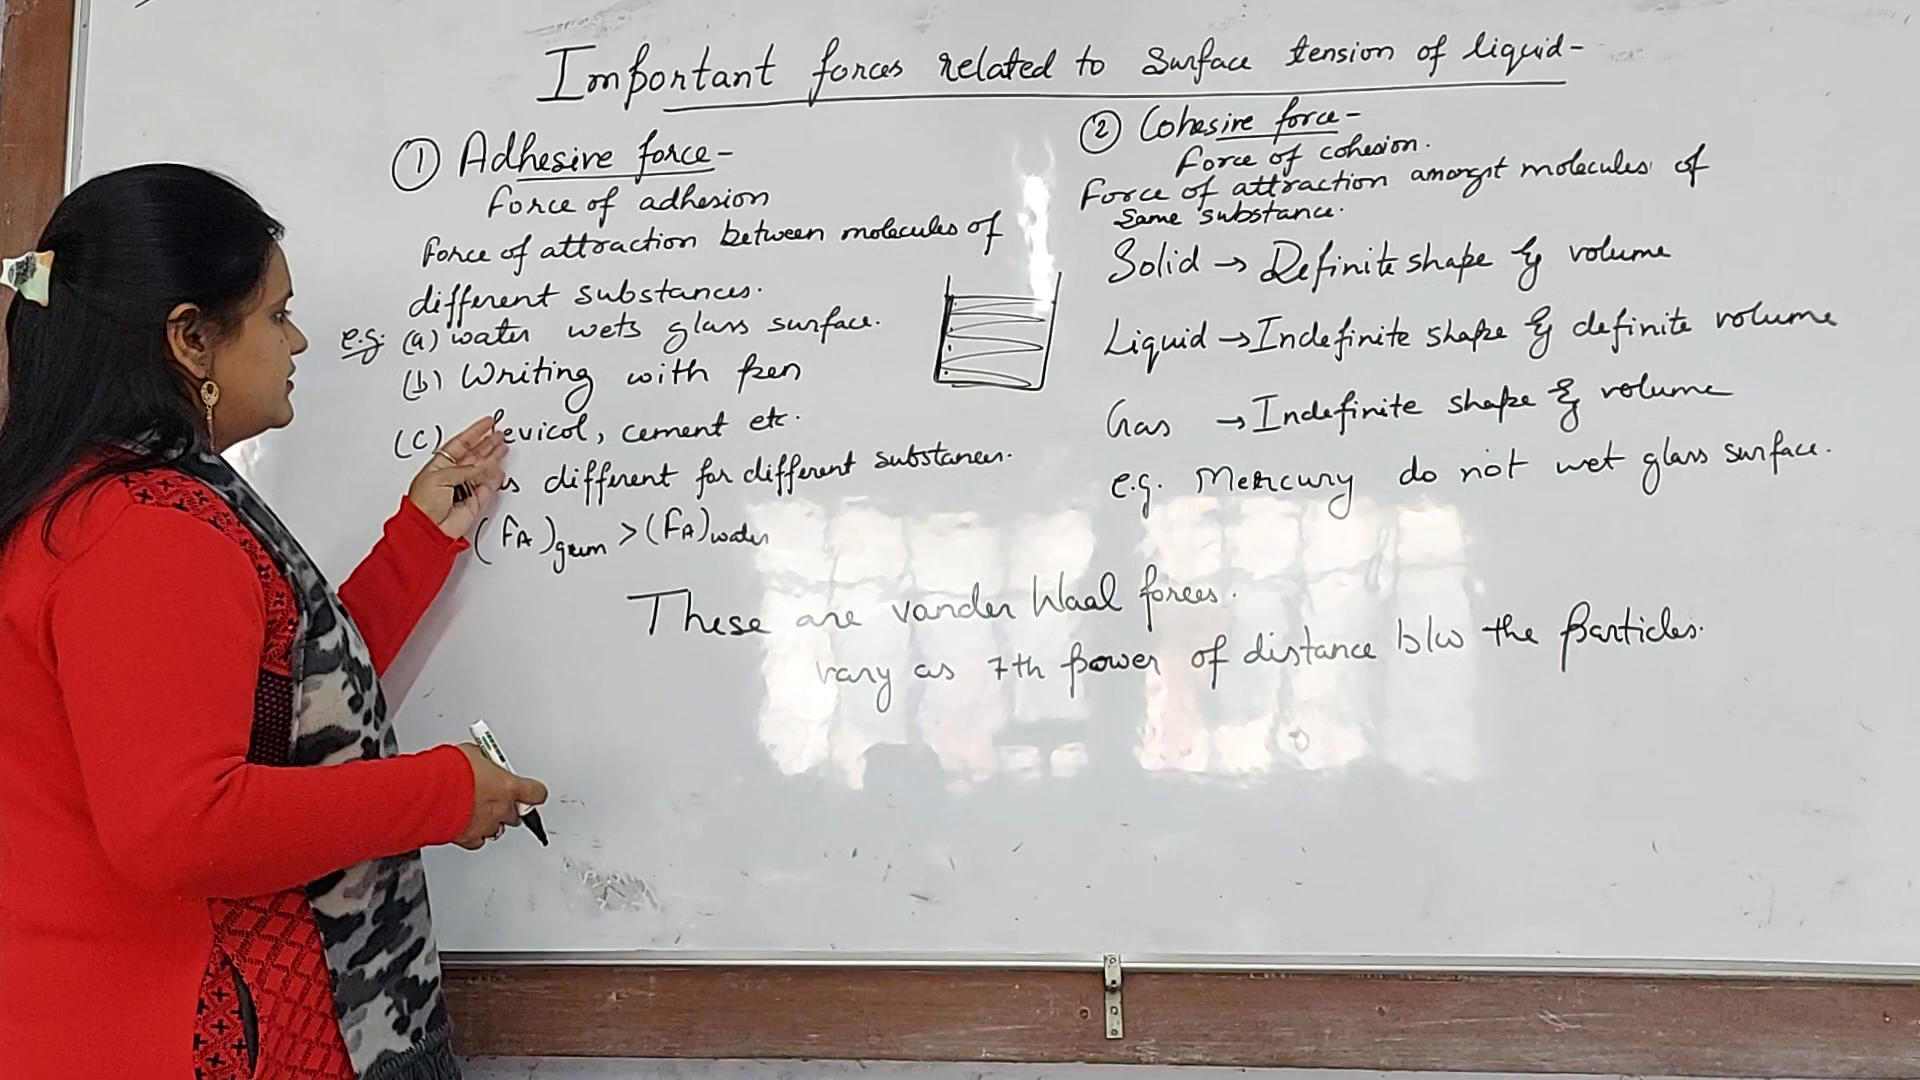 Important forces related to surface tension of liquid-
① Adhesive force-
Force of adhesion
Force of attraction between molecules of
different substances.
e.g. (a) water wets glass surface.
(b) Writing with pen
(c) evicol, cement etc.
is different for different substances.
(FA)gum > (FA)water
② Cohesive force-
Force of cohesion.
Force of attraction amongst molecules of
same substance.
Solid → Definite shape & volume
Liquid → Indefinite shape & definite volume
Gas → Indefinite shape & volume
e.g. Mercury do not wet glass surface.
These are vander Waal forces.
vary as 7th power of distance b/w the particles.